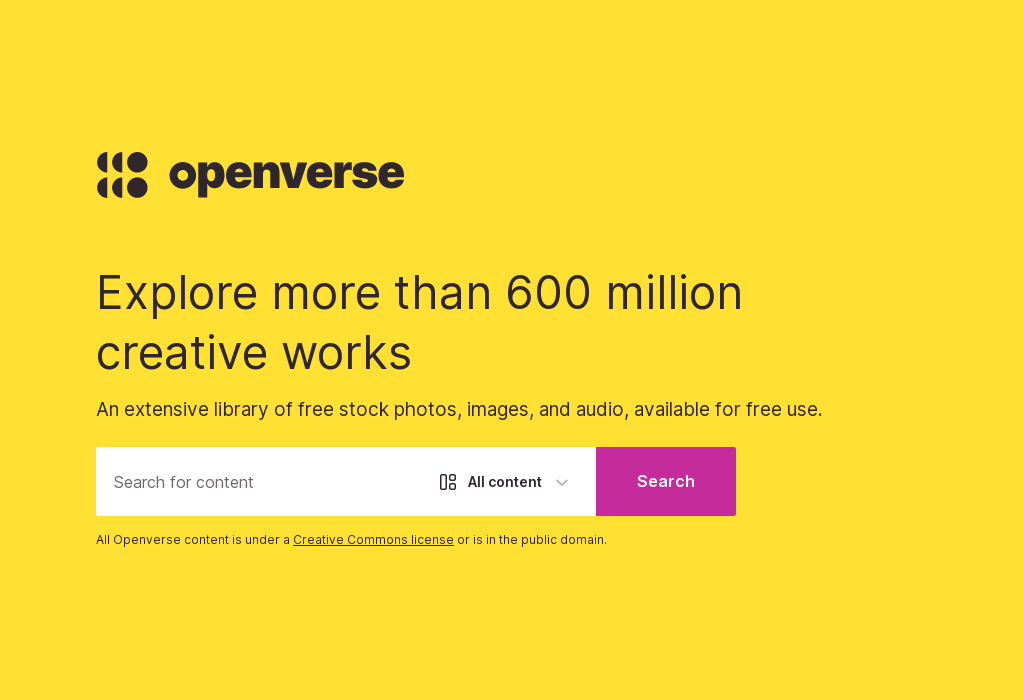 openverse
Explore more than 600 million
creative works
An extensive library of free stock photos, images, and audio, available for free use.
Search for content
All content
Search
All Openverse content is under a Creative Commons license or is in the public domain.